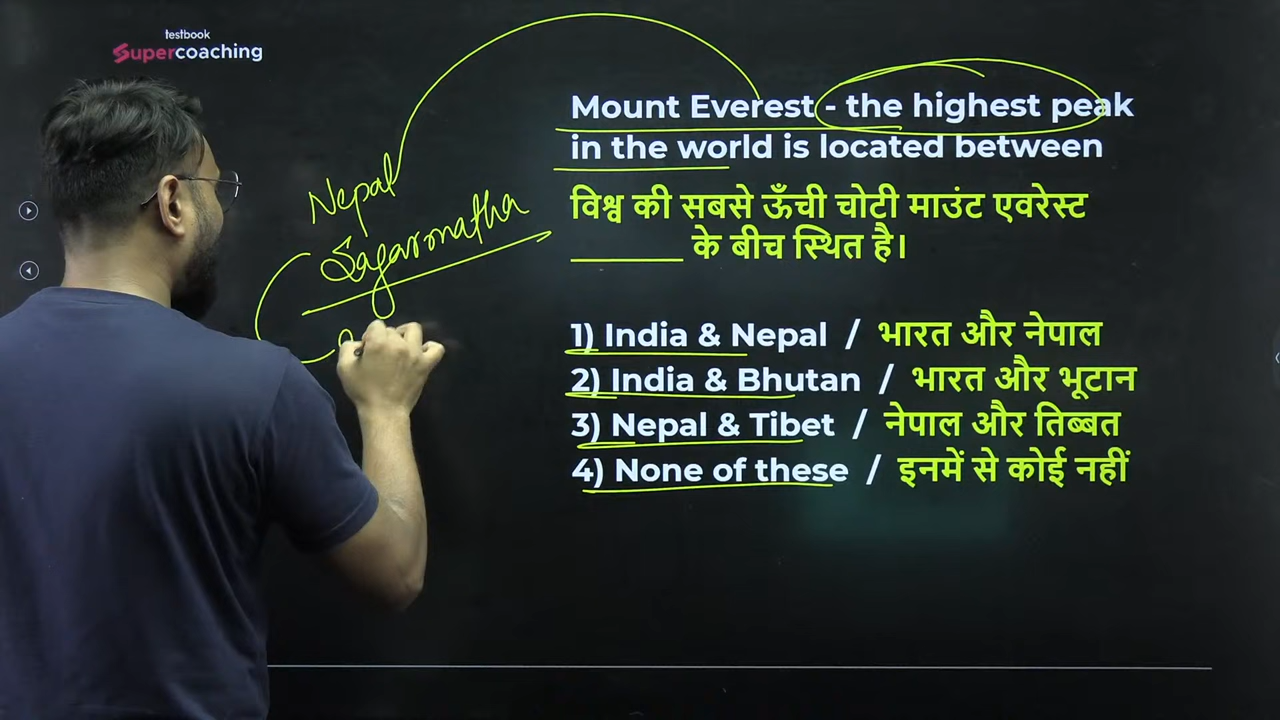 testbook
Supercoaching
Mount Everest - the highest peak
in the world is located between
विश्व की सबसे ऊँची चोटी माउंट एवरेस्ट
______ के बीच स्थित है।
1) India & Nepal / भारत और नेपाल
2) India & Bhutan / भारत और भूटान
3) Nepal & Tibet / नेपाल और तिब्बत
4) None of these / इनमें से कोई नहीं
Nepal
Sagarmatha